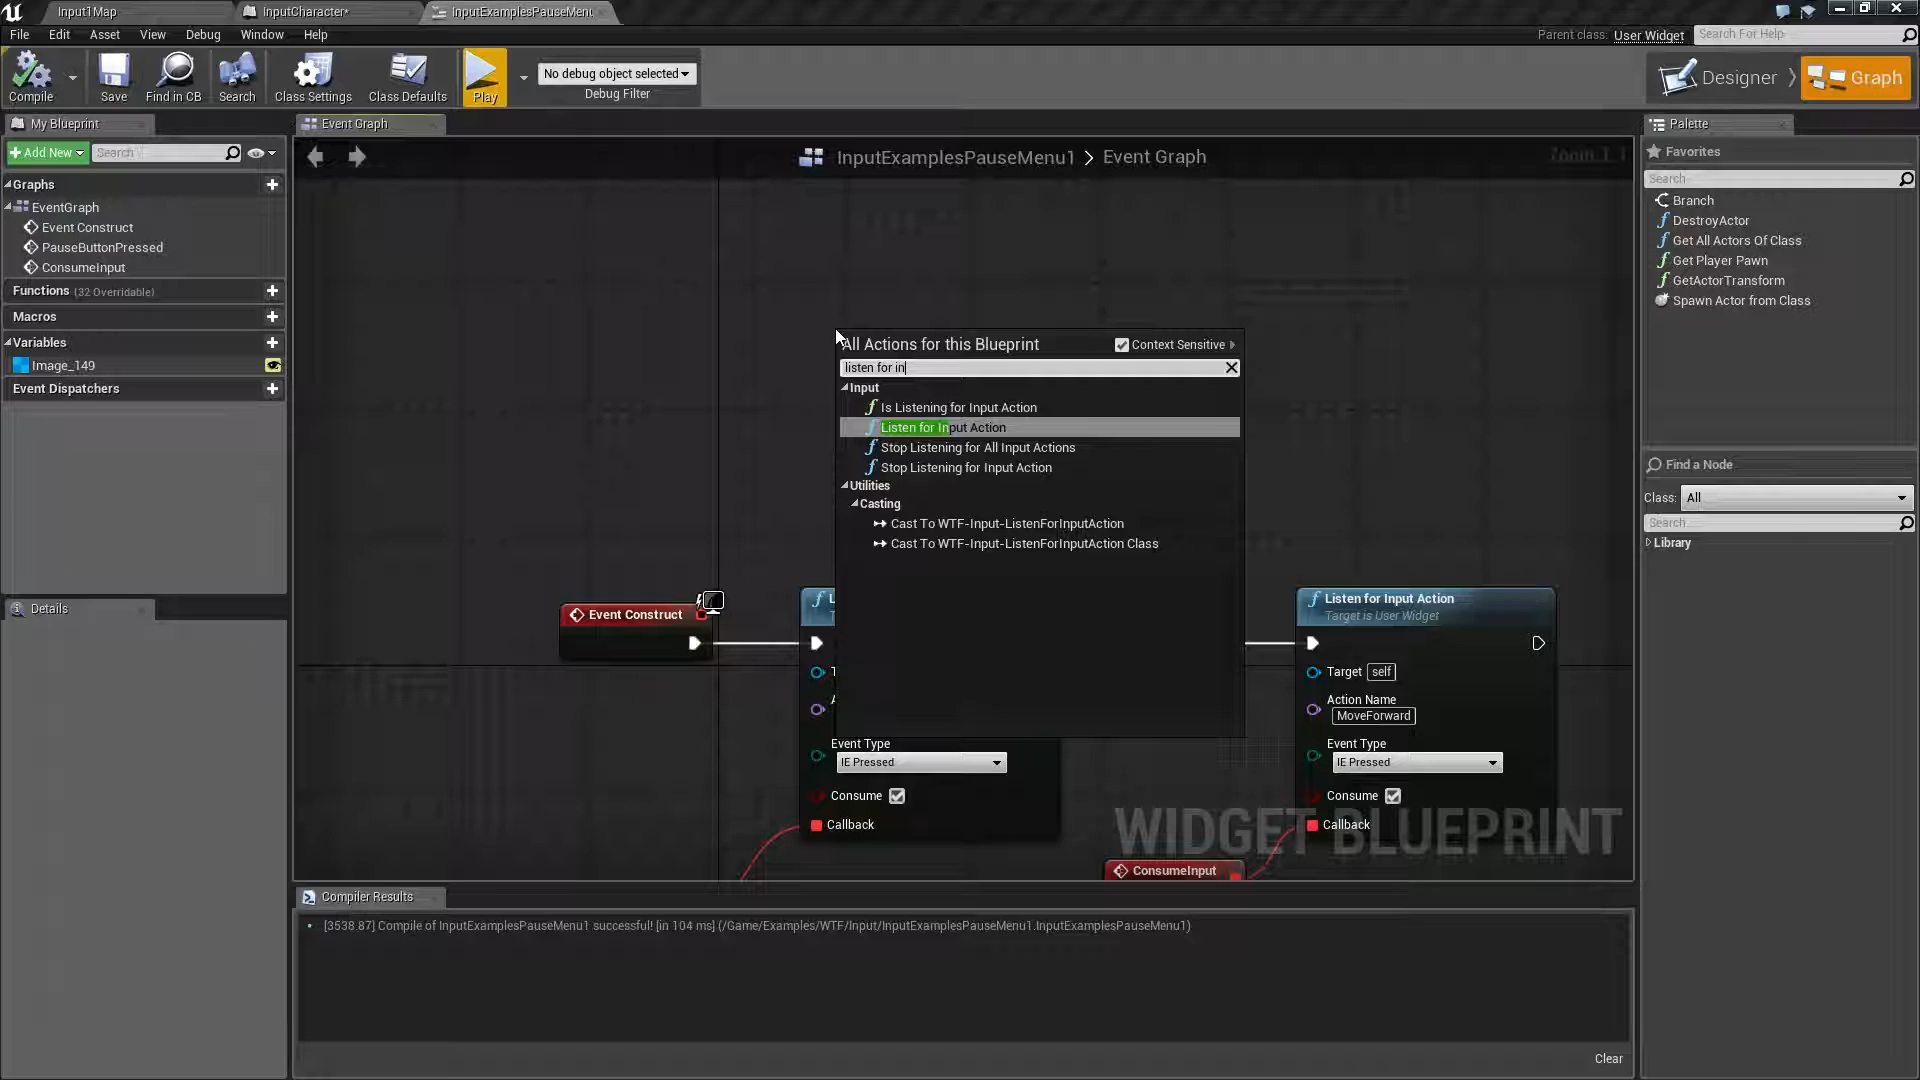 Input1Map
InputCharacter*
InputExamplesPauseMenu
File Edit Asset View Debug Window Help
Parent class: User Widget
Search For Help
Compile
Save
Find in CB
Search
Class Settings
Class Defaults
Play
No debug object selected
Debug Filter
Designer
Graph
My Blueprint
+Add New
Search
Graphs
EventGraph
Event Construct
PauseButtonPressed
ConsumeInput
Functions (32 Overridable)
Macros
Variables
Image_149
Event Dispatchers
Details
Event Graph
InputExamplesPauseMenu1 > Event Graph
All Actions for this Blueprint
Context Sensitive
listen for in
Input
Is Listening for Input Action
Listen for Input Action
Stop Listening for All Input Actions
Stop Listening for Input Action
Utilities
Casting
Cast To WTF-Input-ListenForInputAction
Cast To WTF-Input-ListenForInputAction Class
Event Construct
Event Type
IE Pressed
Consume
Callback
Listen for Input Action
Target is User Widget
Target self
Action Name
MoveForward
Event Type
IE Pressed
Consume
Callback
ConsumeInput
WIDGET BLUEPRINT
Compiler Results
[3538.87] Compile of InputExamplesPauseMenu1 successful! [in 104 ms] (/Game/Examples/WTF/Input/InputExamplesPauseMenu1.InputExamplesPauseMenu1)
Clear
Palette
Favorites
Search
Branch
DestroyActor
Get All Actors Of Class
Get Player Pawn
GetActorTransform
Spawn Actor from Class
Find a Node
Class: All
Search
Library